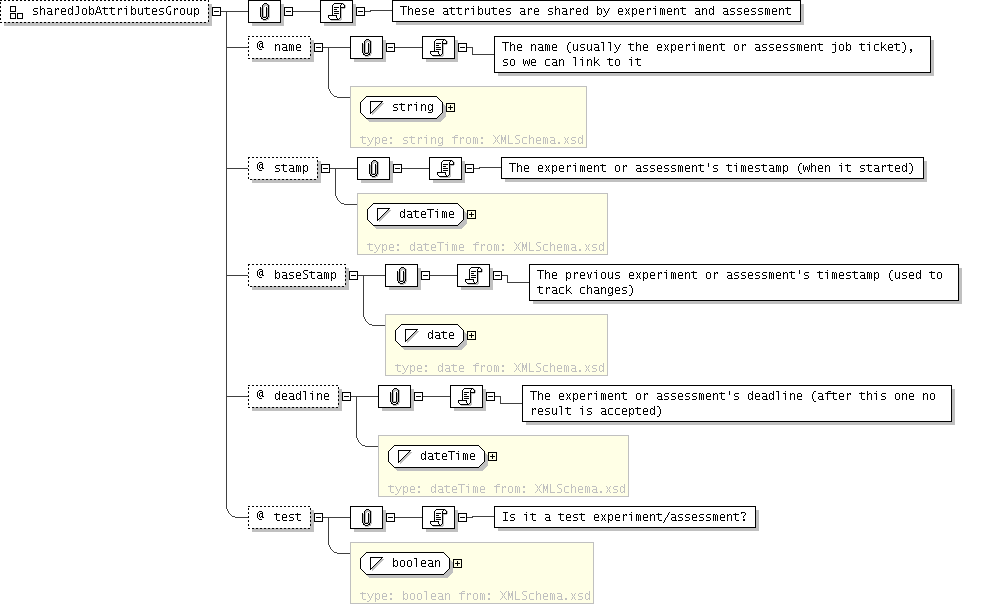 sharedJobAttributesGroup
These attributes are shared by experiment and assessment
@ name
The name (usually the experiment or assessment job ticket),
so we can link to it
string
type: string from: XMLSchema.xsd
@ stamp
The experiment or assessment's timestamp (when it started)
dateTime
type: dateTime from: XMLSchema.xsd
@ baseStamp
The previous experiment or assessment's timestamp (used to
track changes)
date
type: date from: XMLSchema.xsd
@ deadline
The experiment or assessment's deadline (after this one no
result is accepted)
dateTime
type: dateTime from: XMLSchema.xsd
@ test
Is it a test experiment/assessment?
boolean
type: boolean from: XMLSchema.xsd